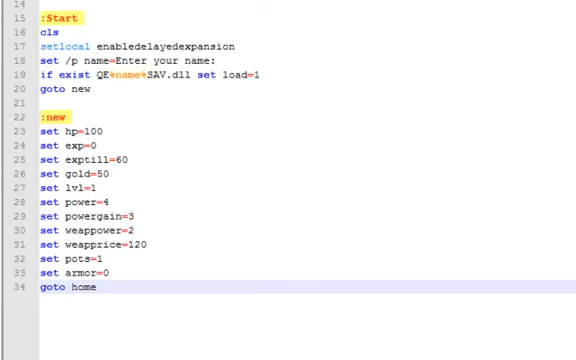 14
15 :Start
16 cls
17 setlocal enabledelayedexpansion
18 set /p name=Enter your name:
19 if exist QE%name%SAV.dll set load=1
20 goto new
21
22 :new
23 set hp=100
24 set exp=0
25 set exptill=60
26 set gold=50
27 set lvl=1
28 set power=4
29 set powergain=3
30 set weappower=2
31 set weapprice=120
32 set pots=1
33 set armor=0
34 goto home